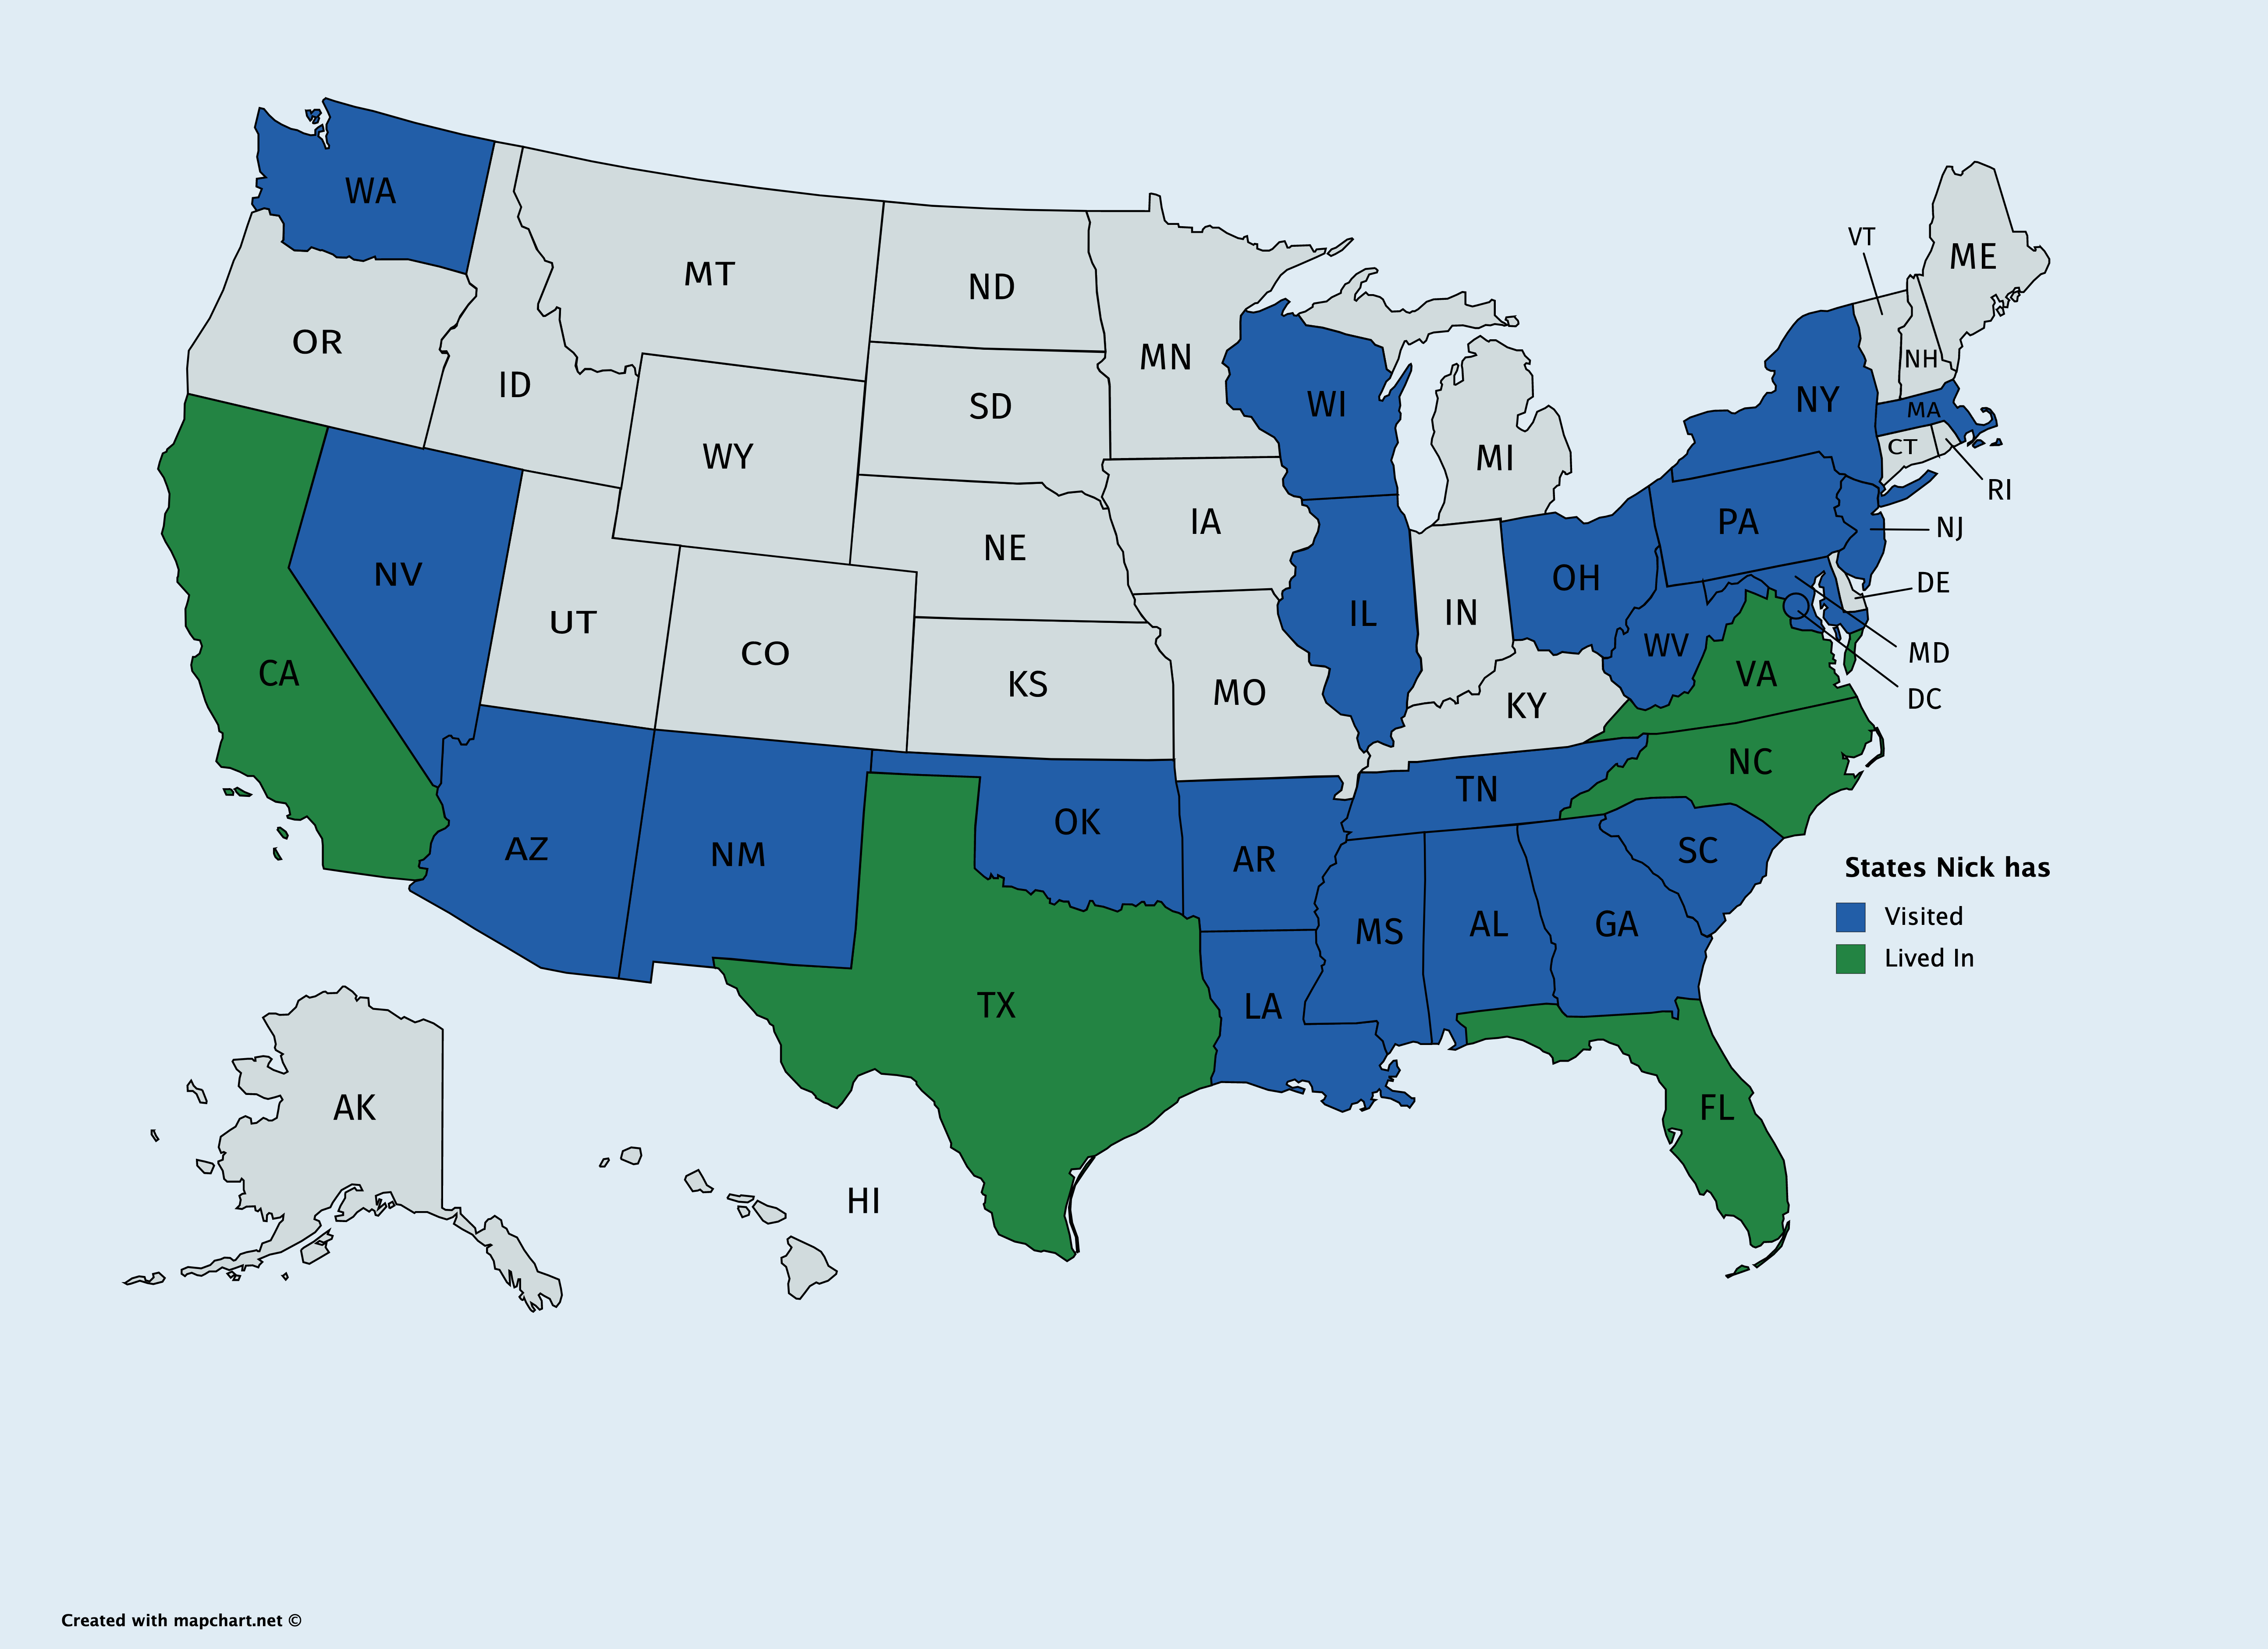 WA
MT
ND
MN
VT
ME
OR
ID
SD
WI
NH
NY
MA
WY
MI
CT
RI
IA
PA
NJ
NE
NV
OH
DE
UT
IL
IN
CO
WV
MD
CA
KS
MO
VA
DC
KY
NC
TN
OK
AZ
NM
AR
SC
States Nick has
MS
AL
GA
Visited
Lived In
TX
LA
AK
FL
HI
Created with mapchart.net ©